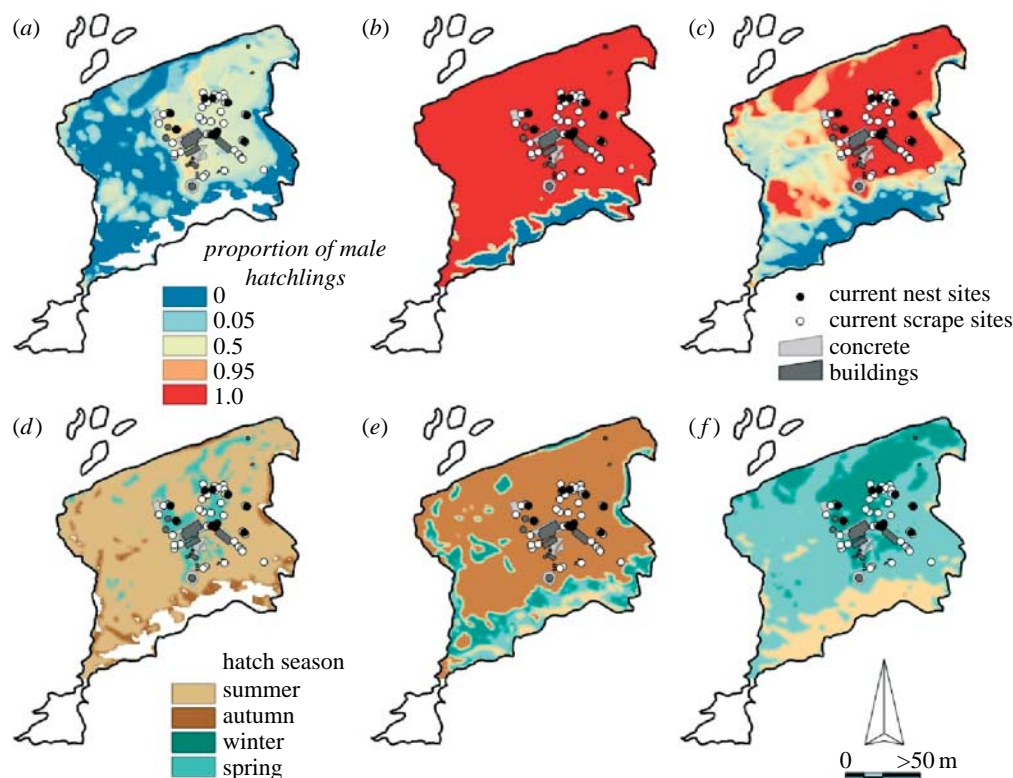 (a)
(b)
(c)
proportion of male
hatchlings
0
0.05
0.5
0.95
1.0
current nest sites
current scrape sites
concrete
buildings
(d)
(e)
(f)
hatch season
summer
autumn
winter
spring
0 >50 m